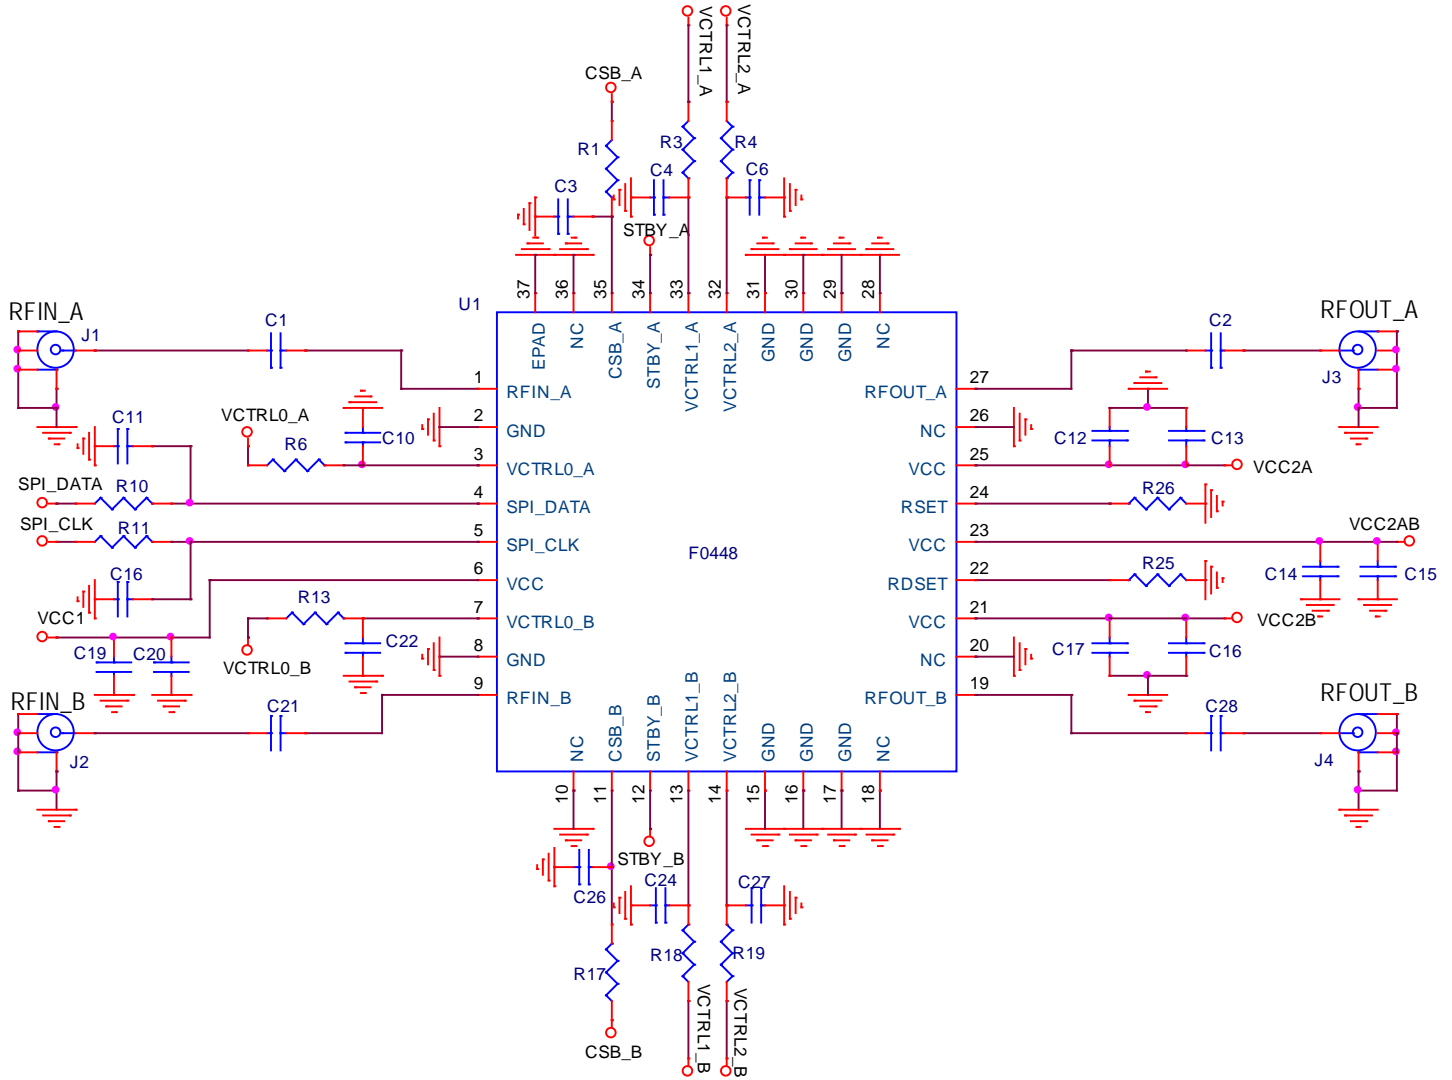 VCTRL1_A
VCTRL2_A
CSB_A
R1
R3
R4
C3
C4
C6
STBY_A
37
36
35
34
33
32
31
30
29
28
U1
EPAD
NC
CSB_A
STBY_A
VCTRL1_A
VCTRL2_A
GND
GND
GND
NC
RFIN_A
J1
C1
1
RFIN_A
2
GND
VCTRL0_A
R6
C10
3
VCTRL0_A
C11
SPI_DATA
R10
4
SPI_DATA
SPI_CLK
R11
5
SPI_CLK
C16
6
VCC
VCC1
C19
C20
R13
7
VCTRL0_B
VCTRL0_B
C22
8
GND
9
RFIN_B
RFIN_B
J2
C21
F0448
RFOUT_A
J3
C2
27
RFOUT_A
26
NC
C12
C13
25
VCC
VCC2A
24
RSET
R26
23
VCC
VCC2AB
C14
C15
22
RDSET
R25
21
VCC
VCC2B
C17
C16
20
NC
19
RFOUT_B
RFOUT_B
J4
C28
NC
CSB_B
STBY_B
VCTRL1_B
VCTRL2_B
GND
GND
GND
NC
10
11
12
13
14
15
16
17
18
STBY_B
C26
C24
C27
R17
R18
R19
CSB_B
VCTRL1_B
VCTRL2_B